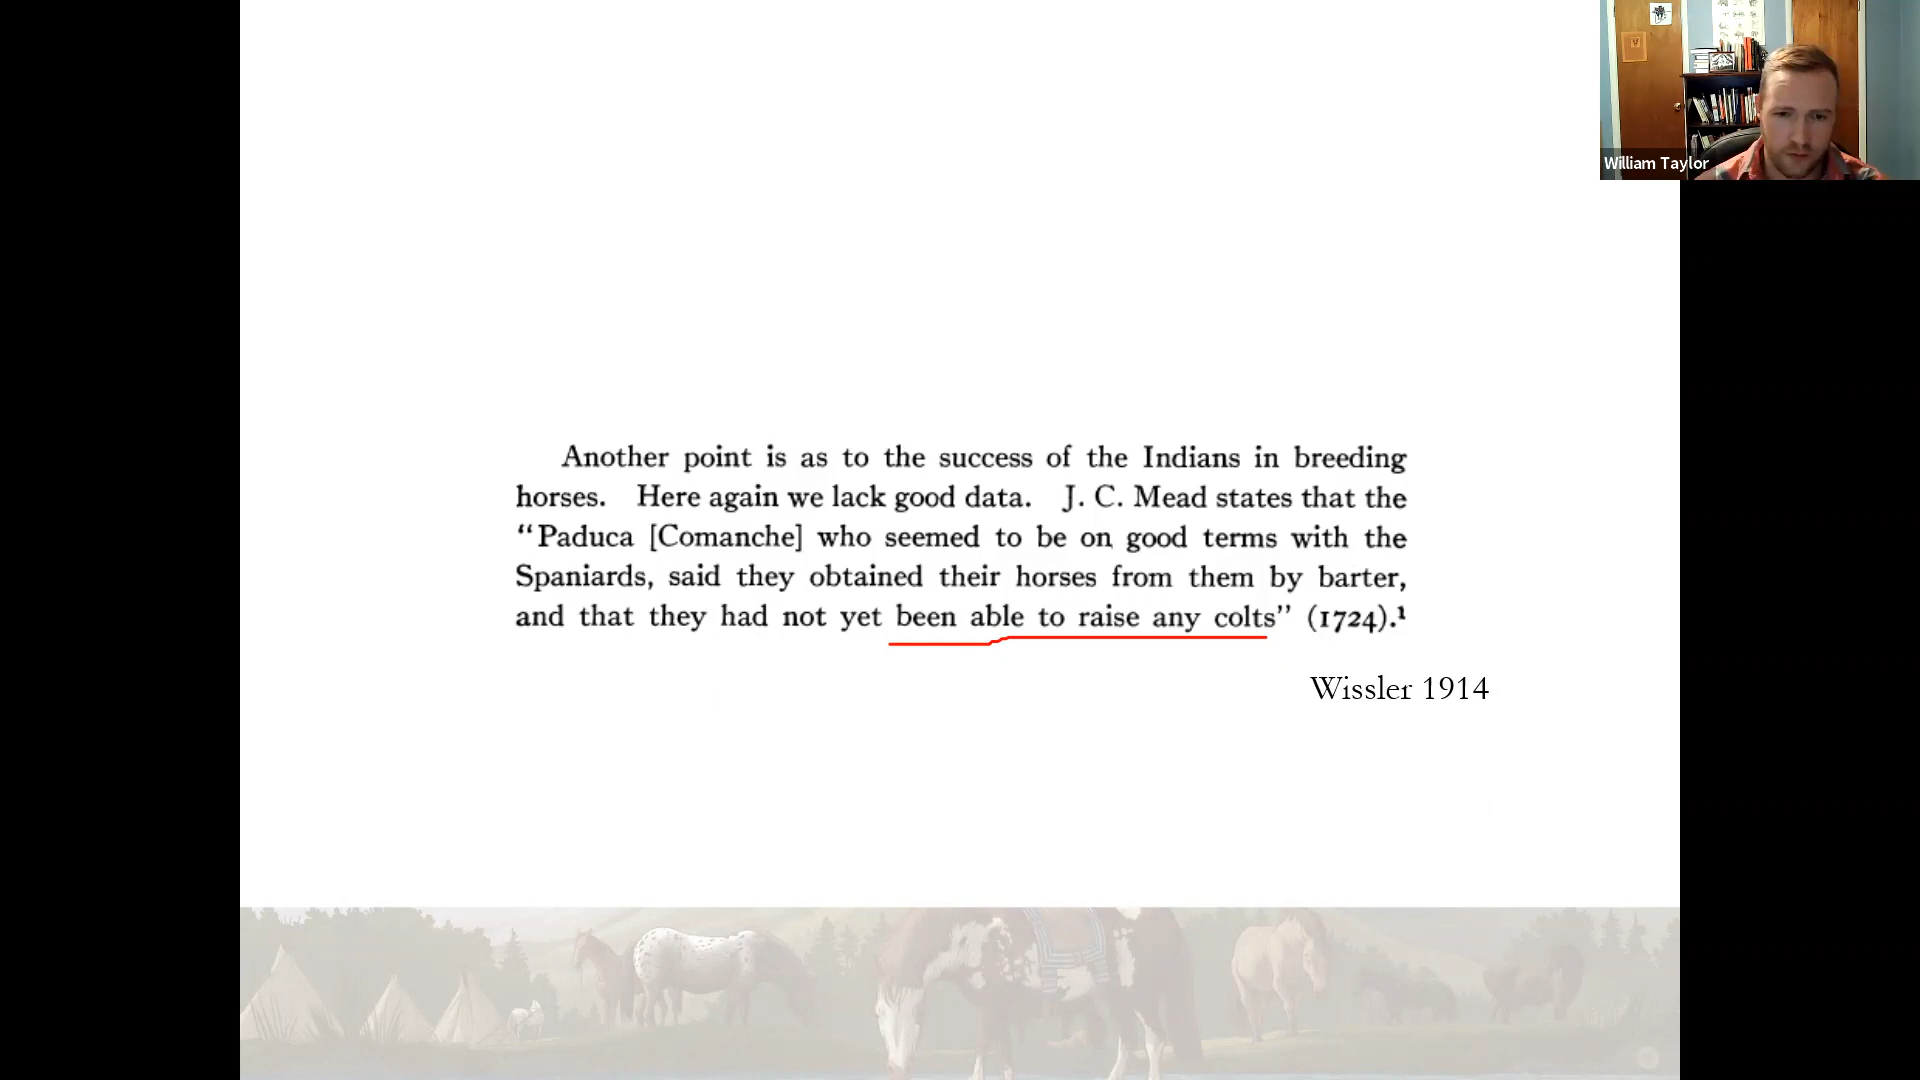 William Taylor
Another point is as to the success of the Indians in breeding
horses. Here again we lack good data. J. C. Mead states that the
“Paduca [Comanche] who seemed to be on good terms with the
Spaniards, said they obtained their horses from them by barter,
and that they had not yet been able to raise any colts” (1724).¹
Wissler 1914